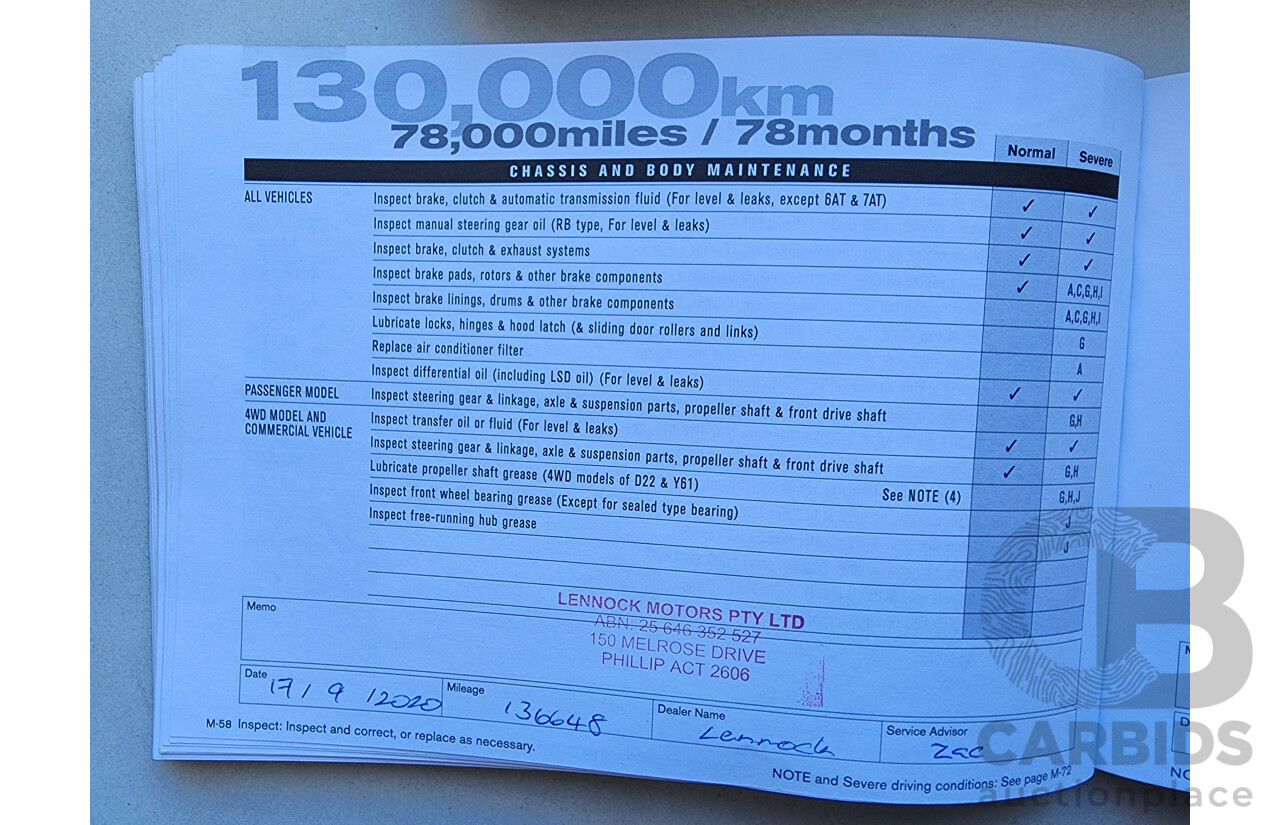 130,000km
78,000miles / 78months
Normal Severe
CHASSIS AND BODY MAINTENANCE
ALL VEHICLES Inspect brake, clutch & automatic transmission fluid (For level & leaks, except 6AT & 7AT) ✓ ✓
Inspect manual steering gear oil (RB type, For level & leaks) ✓ ✓
Inspect brake, clutch & exhaust systems ✓ ✓
Inspect brake pads, rotors & other brake components ✓ A,C,G,H,I
Inspect brake linings, drums & other brake components A,C,G,H,I
Lubricate locks, hinges & hood latch (& sliding door rollers and links) G
Replace air conditioner filter A
Inspect differential oil (including LSD oil) (For level & leaks) ✓ ✓
PASSENGER MODEL Inspect steering gear & linkage, axle & suspension parts, propeller shaft & front drive shaft G,H
4WD MODEL AND Inspect transfer oil or fluid (For level & leaks) ✓ ✓
COMMERCIAL VEHICLE Inspect steering gear & linkage, axle & suspension parts, propeller shaft & front drive shaft ✓ G,H
Lubricate propeller shaft grease (4WD models of D22 & Y61) See NOTE (4) G,H,J
Inspect front wheel bearing grease (Except for sealed type bearing) J
Inspect free-running hub grease J
Memo
LENNOCK MOTORS PTY LTD
ABN: 25 646 352 527
150 MELROSE DRIVE
PHILLIP ACT 2606
Date 17/9/2020 Mileage 136648 Dealer Name Lennock Service Advisor Zac
M-58 Inspect: Inspect and correct, or replace as necessary.
NOTE and Severe driving conditions: See page M-72
CB
CARBIDS
auctionplace